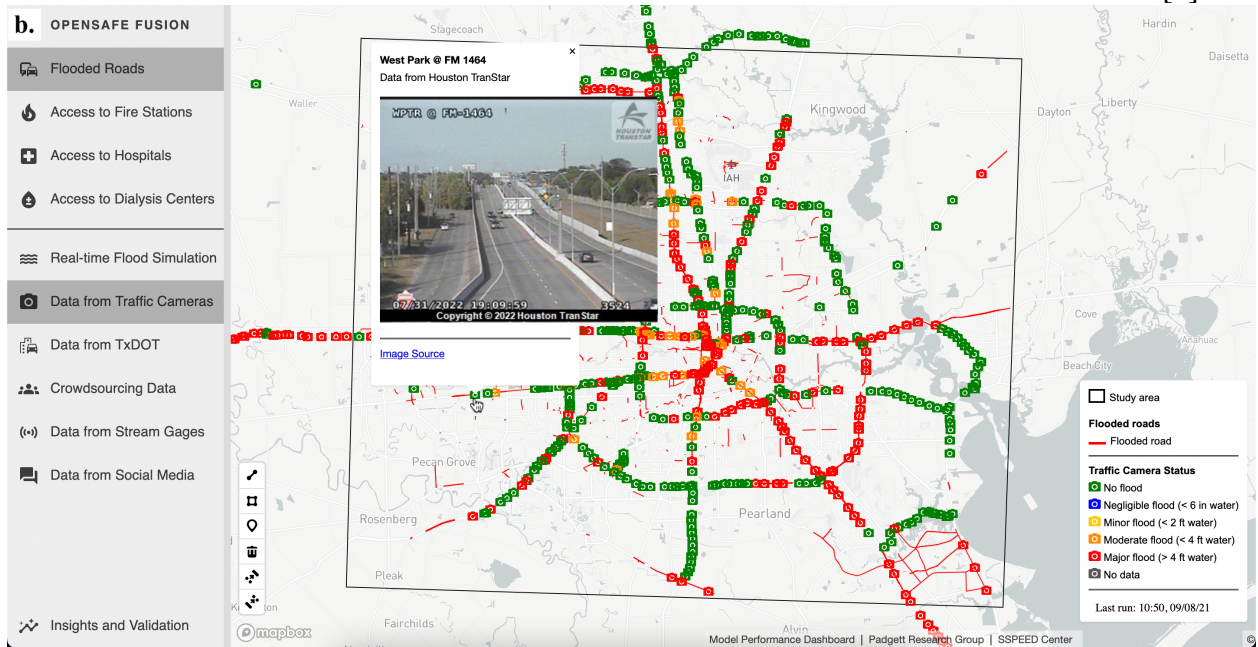 b.
OPENSAFE FUSION
Flooded Roads
Access to Fire Stations
Access to Hospitals
Access to Dialysis Centers
Real-time Flood Simulation
Data from Traffic Cameras
Data from TxDOT
Crowdsourcing Data
Data from Stream Gages
Data from Social Media
Insights and Validation
Stagecoach
Hardin
Daisetta
Waller
Kingwood
Dayton
Liberty
IAH
×
West Park @ FM 1464
Data from Houston TranStar
WPTR @ FM-1464
HOUSTON
TRANSTAR
07/31/2022 19:09:59
3524
Copyright © 2022 Houston TranStar
Image Source
Cove
Anahuac
Beach City
Pecan Grove
Rosenberg
Pearland
Pleak
Fairchilds
Alvin
Study area
Flooded roads
Flooded road
Traffic Camera Status
No flood
Negligible flood (< 6 in water)
Minor flood (< 2 ft water)
Moderate flood (< 4 ft water)
Major flood (> 4 ft water)
No data
Last run: 10:50, 09/08/21
mapbox
Model Performance Dashboard | Padgett Research Group | SSPEED Center
©